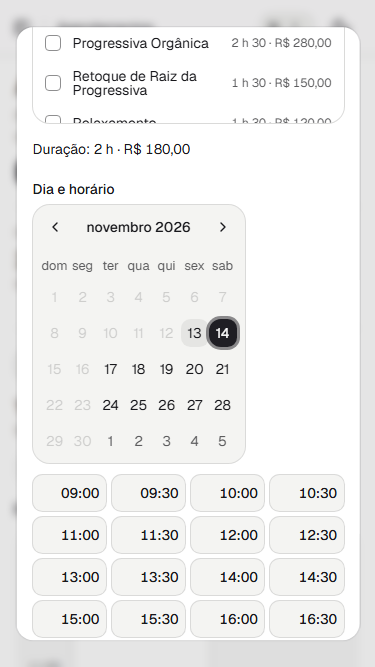 Progressiva Orgânica 2 h 30 · R$ 280,00
Retoque de Raiz da Progressiva 1 h 30 · R$ 150,00
Relaxamento 1 h 30 · R$ 120,00
Duração: 2 h · R$ 180,00
Dia e horário
novembro 2026
dom seg ter qua qui sex sab
1 2 3 4 5 6 7
8 9 10 11 12 13 14
15 16 17 18 19 20 21
22 23 24 25 26 27 28
29 30 1 2 3 4 5
09:00 09:30 10:00 10:30
11:00 11:30 12:00 12:30
13:00 13:30 14:00 14:30
15:00 15:30 16:00 16:30